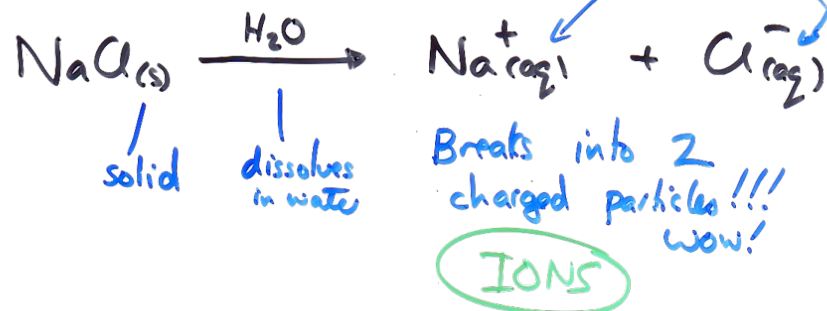 NaCl(s) H₂O → Na⁺(aq) + Cl⁻(aq)
solid
dissolves
in water
Breaks into 2
charged particles!!!
wow!
IONS